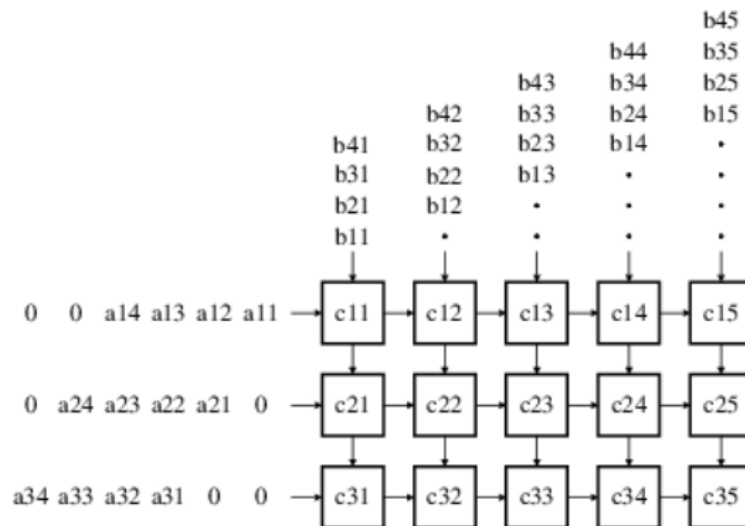 b45
b44 b35
b43 b34 b25
b42 b33 b24 b15
b41 b32 b23 b14 •
b31 b22 b13 • •
b21 b12 • • •
b11 • • • •
0 0 a14 a13 a12 a11 c11 c12 c13 c14 c15
0 a24 a23 a22 a21 0 c21 c22 c23 c24 c25
a34 a33 a32 a31 0 0 c31 c32 c33 c34 c35